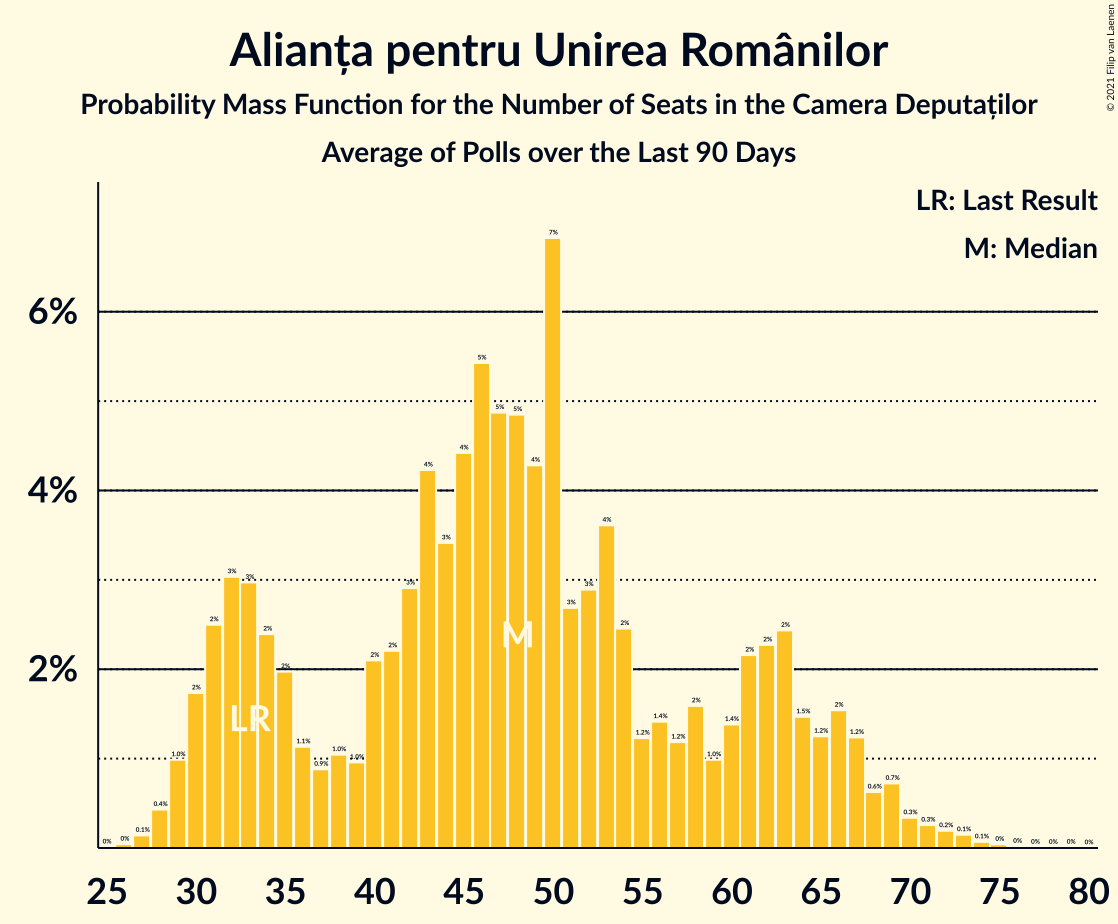 Alianța pentru Unirea Românilor
Probability Mass Function for the Number of Seats in the Camera Deputaților
Average of Polls over the Last 90 Days
© 2021 Filip van Laenen
LR: Last Result
M: Median
6%
4%
2%
0% 0% 0.1% 0.4% 1.0% 2% 2% 3% 3% 2% 2% 1.1% 0.9% 1.0% 1.0% 2% 2% 3% 4% 3% 4% 5% 5% 5% 4% 7% 3% 3% 4% 2% 1.2% 1.4% 1.2% 2% 1.0% 1.4% 2% 2% 2% 1.5% 1.2% 2% 1.2% 0.6% 0.7% 0.3% 0.3% 0.2% 0.1% 0.1% 0% 0% 0% 0% 0% 0%
LR
M
25 30 35 40 45 50 55 60 65 70 75 80